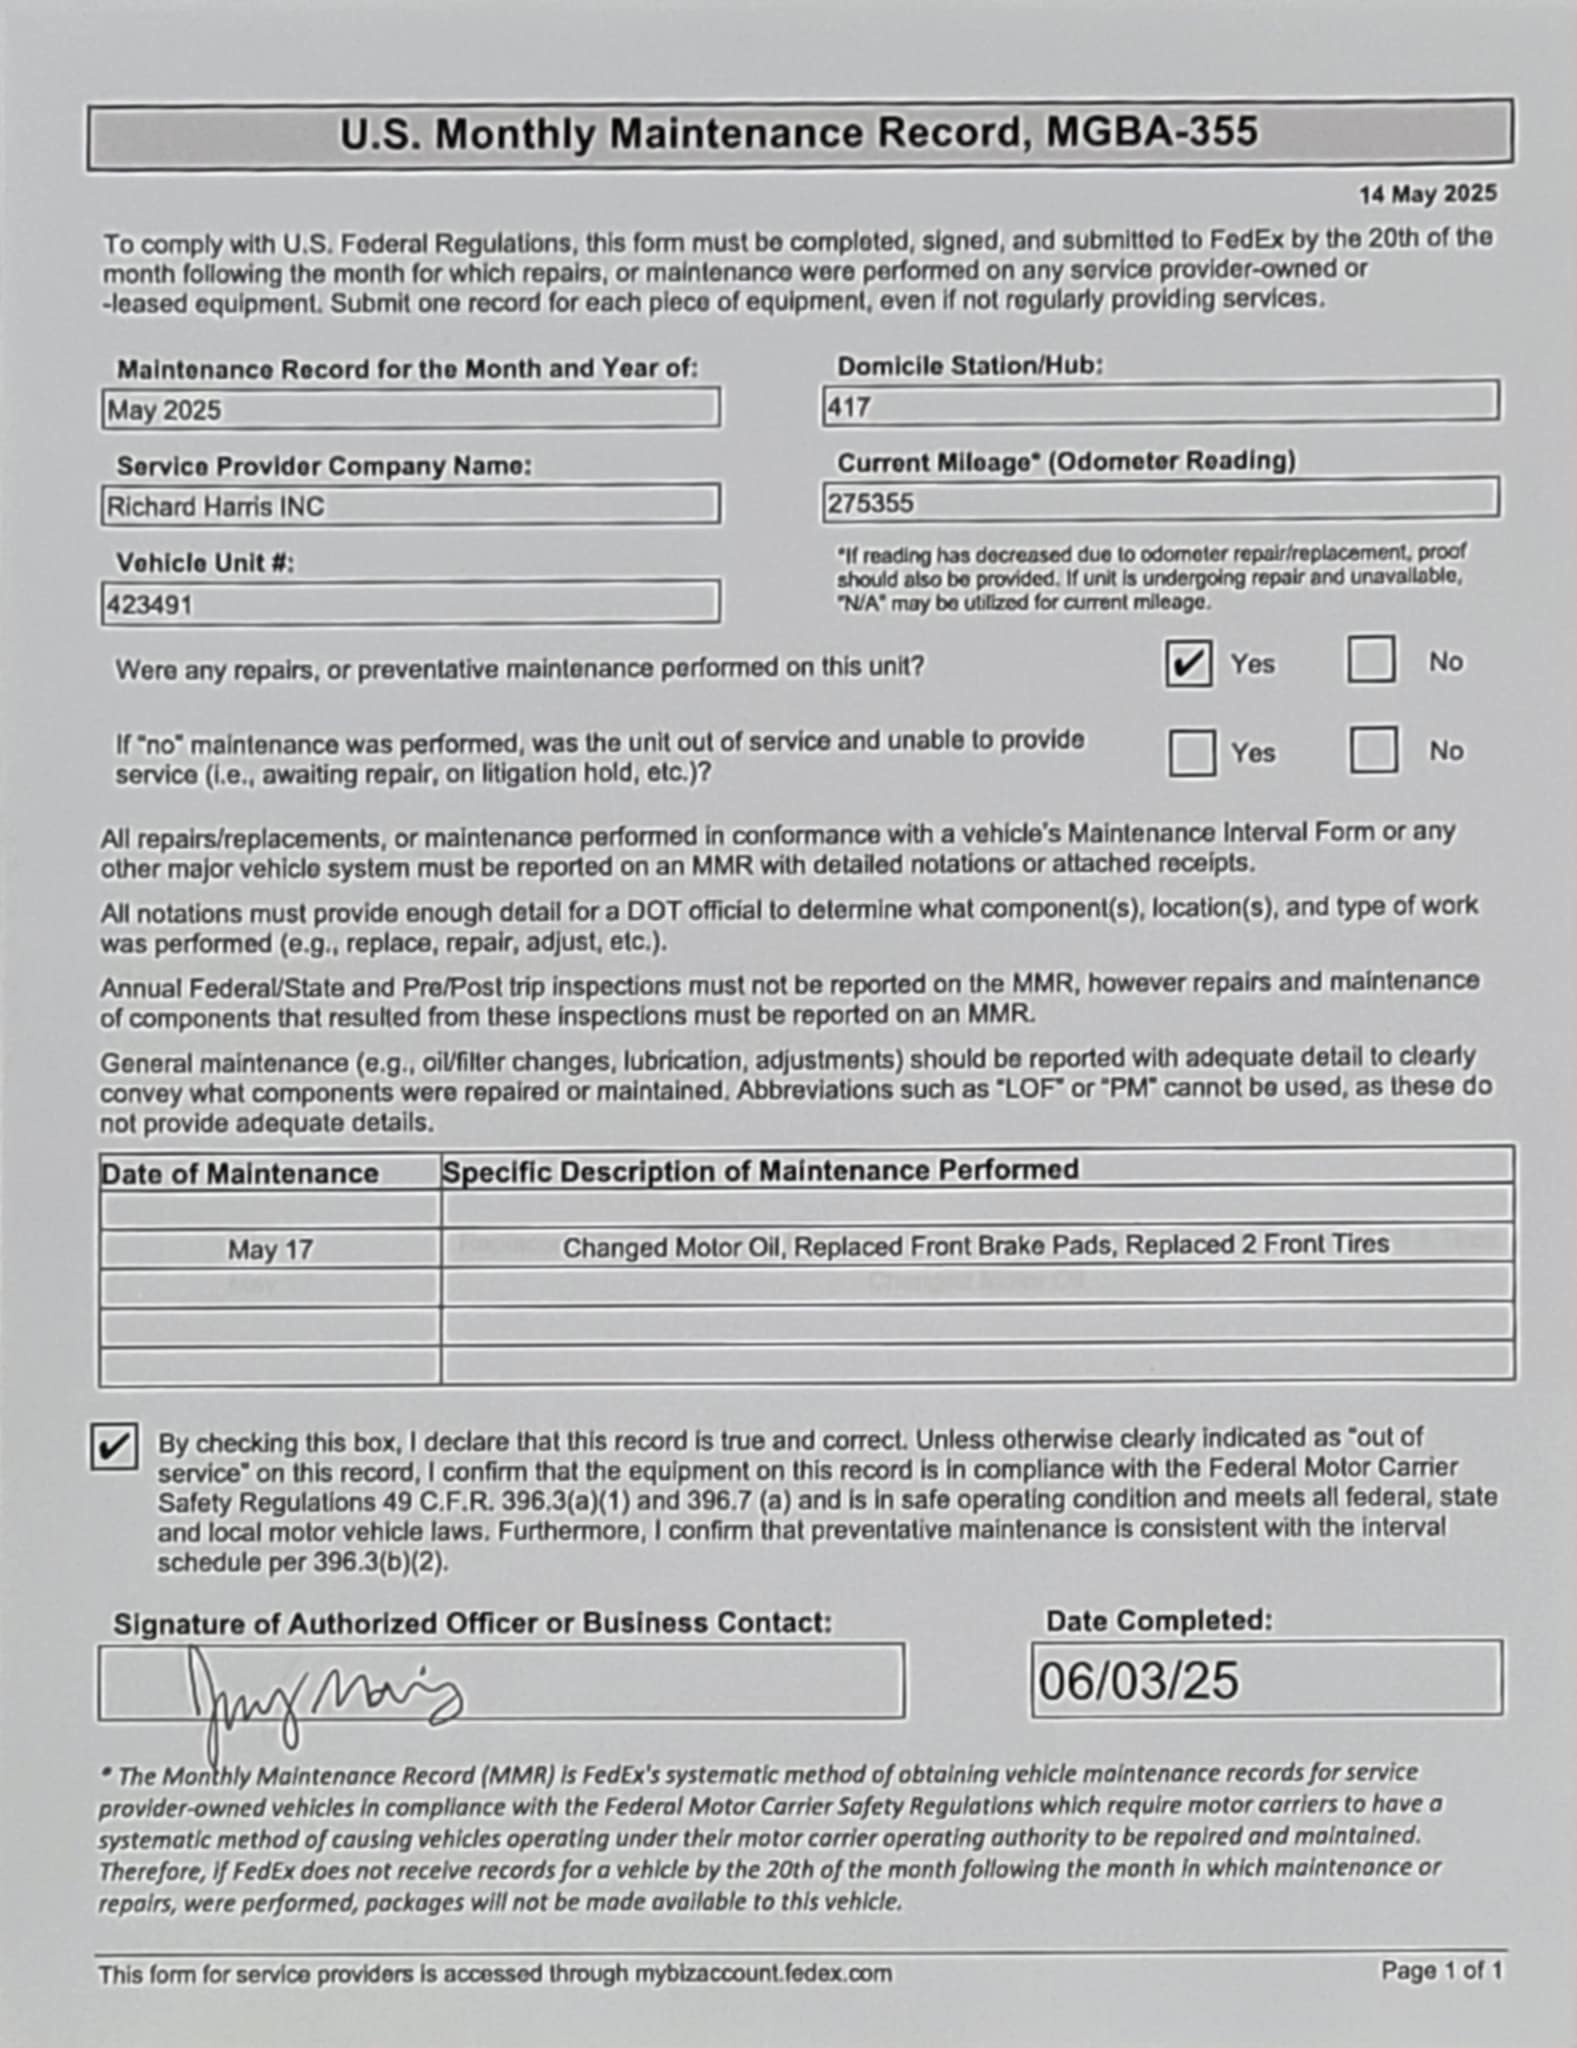 U.S. Monthly Maintenance Record, MGBA-355
14 May 2025
To comply with U.S. Federal Regulations, this form must be completed, signed, and submitted to FedEx by the 20th of the
month following the month for which repairs, or maintenance were performed on any service provider-owned or
-leased equipment. Submit one record for each piece of equipment, even if not regularly providing services.
Maintenance Record for the Month and Year of:
May 2025
Domicile Station/Hub:
417
Service Provider Company Name:
Richard Harris INC
Current Mileage* (Odometer Reading)
275355
Vehicle Unit #:
423491
*If reading has decreased due to odometer repair/replacement, proof
should also be provided. If unit is undergoing repair and unavailable,
"N/A" may be utilized for current mileage.
Were any repairs, or preventative maintenance performed on this unit? ✔ Yes No
If "no" maintenance was performed, was the unit out of service and unable to provide
service (i.e., awaiting repair, on litigation hold, etc.)? Yes No
All repairs/replacements, or maintenance performed in conformance with a vehicle's Maintenance Interval Form or any
other major vehicle system must be reported on an MMR with detailed notations or attached receipts.
All notations must provide enough detail for a DOT official to determine what component(s), location(s), and type of work
was performed (e.g., replace, repair, adjust, etc.).
Annual Federal/State and Pre/Post trip inspections must not be reported on the MMR, however repairs and maintenance
of components that resulted from these inspections must be reported on an MMR.
General maintenance (e.g., oil/filter changes, lubrication, adjustments) should be reported with adequate detail to clearly
convey what components were repaired or maintained. Abbreviations such as "LOF" or "PM" cannot be used, as these do
not provide adequate details.
Date of Maintenance Specific Description of Maintenance Performed
May 17 Changed Motor Oil, Replaced Front Brake Pads, Replaced 2 Front Tires
✔ By checking this box, I declare that this record is true and correct. Unless otherwise clearly indicated as "out of
service" on this record, I confirm that the equipment on this record is in compliance with the Federal Motor Carrier
Safety Regulations 49 C.F.R. 396.3(a)(1) and 396.7 (a) and is in safe operating condition and meets all federal, state
and local motor vehicle laws. Furthermore, I confirm that preventative maintenance is consistent with the interval
schedule per 396.3(b)(2).
Signature of Authorized Officer or Business Contact:
Date Completed:
06/03/25
* The Monthly Maintenance Record (MMR) is FedEx's systematic method of obtaining vehicle maintenance records for service
provider-owned vehicles in compliance with the Federal Motor Carrier Safety Regulations which require motor carriers to have a
systematic method of causing vehicles operating under their motor carrier operating authority to be repaired and maintained.
Therefore, if FedEx does not receive records for a vehicle by the 20th of the month following the month in which maintenance or
repairs, were performed, packages will not be made available to this vehicle.
This form for service providers is accessed through mybizaccount.fedex.com
Page 1 of 1